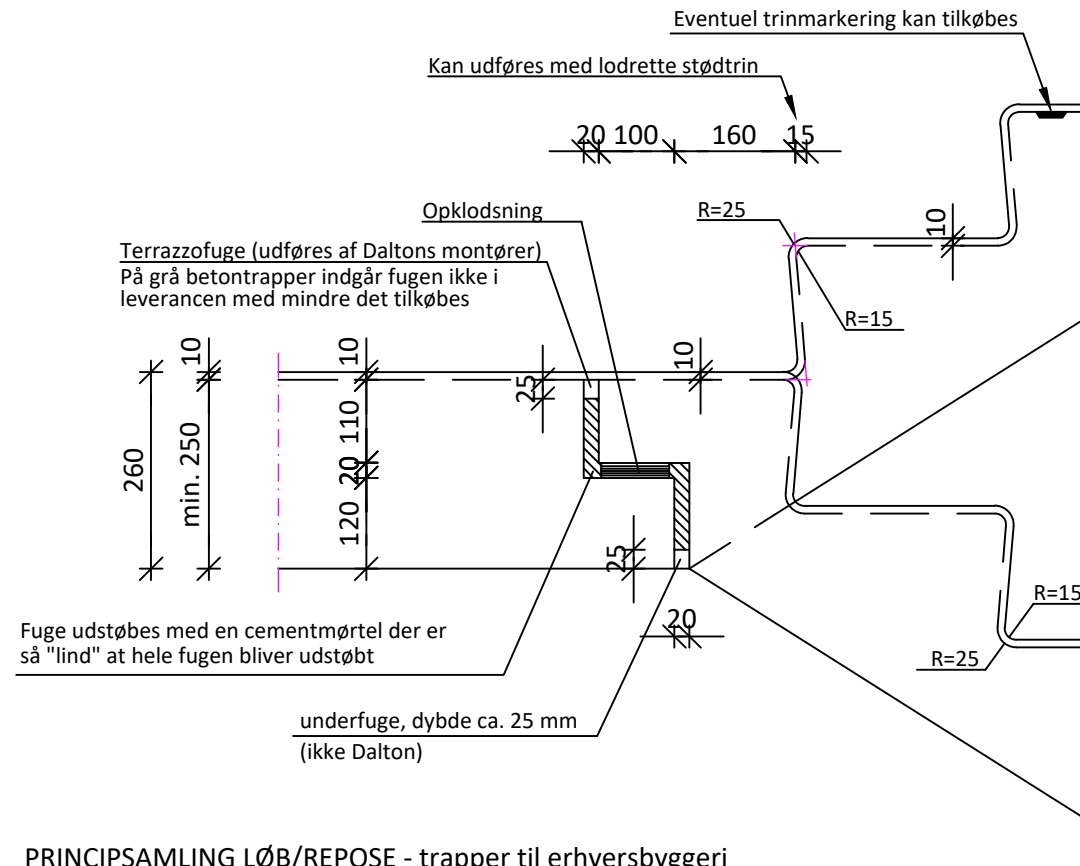 Eventuel trinmarkering kan tilkøbes
Kan udføres med lodrette stødtrin
20 100 160 15
Opklodsning
R=25
10
Terrazzofuge (udføres af Daltons montører)
På grå betontrapper indgår fugen ikke i
leverancen med mindre det tilkøbes
R=15
10
10
10
25
260
min. 250
110
20
120
25
R=15
20
Fuge udstøbes med en cementmørtel der er
så "lind" at hele fugen bliver udstøbt
R=25
underfuge, dybde ca. 25 mm
(ikke Dalton)
PRINCIPSAMLING LØB/REPOSE - trapper til erhversbyggeri